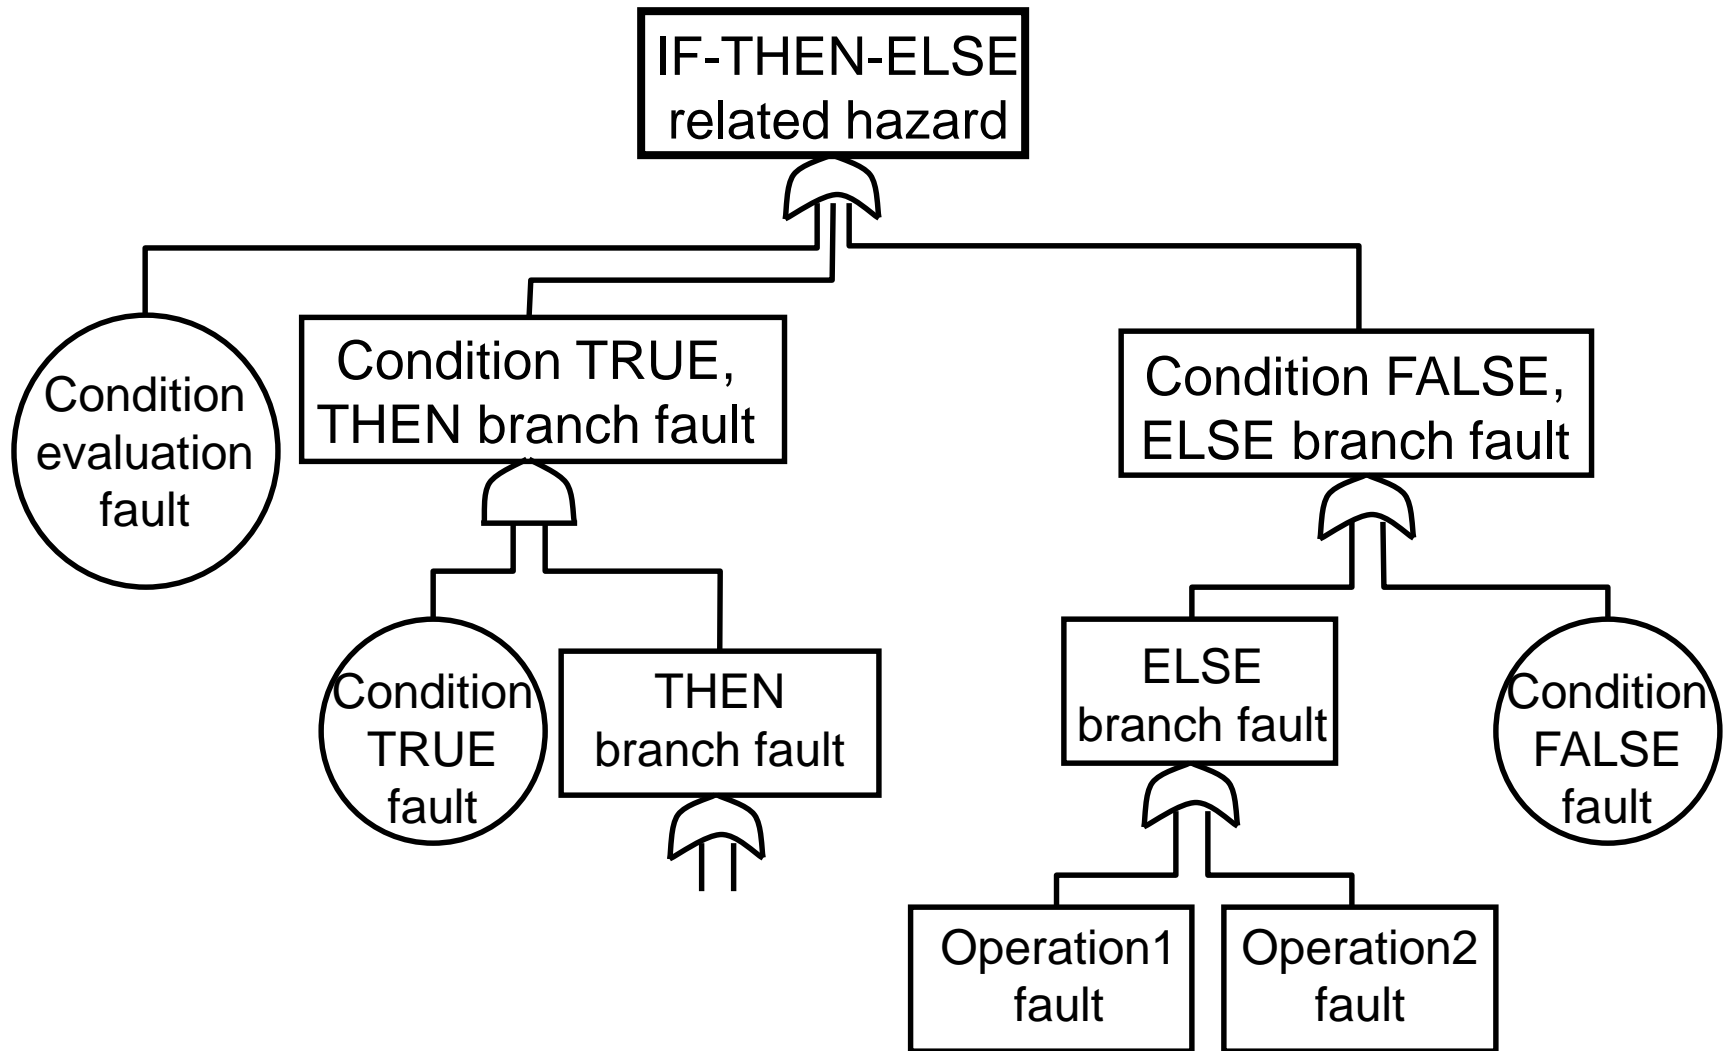 IF-THEN-ELSE
related hazard
Condition
evaluation
fault
Condition TRUE,
THEN branch fault
Condition FALSE,
ELSE branch fault
Condition
TRUE
fault
THEN
branch fault
ELSE
branch fault
Condition
FALSE
fault
Operation1
fault
Operation2
fault